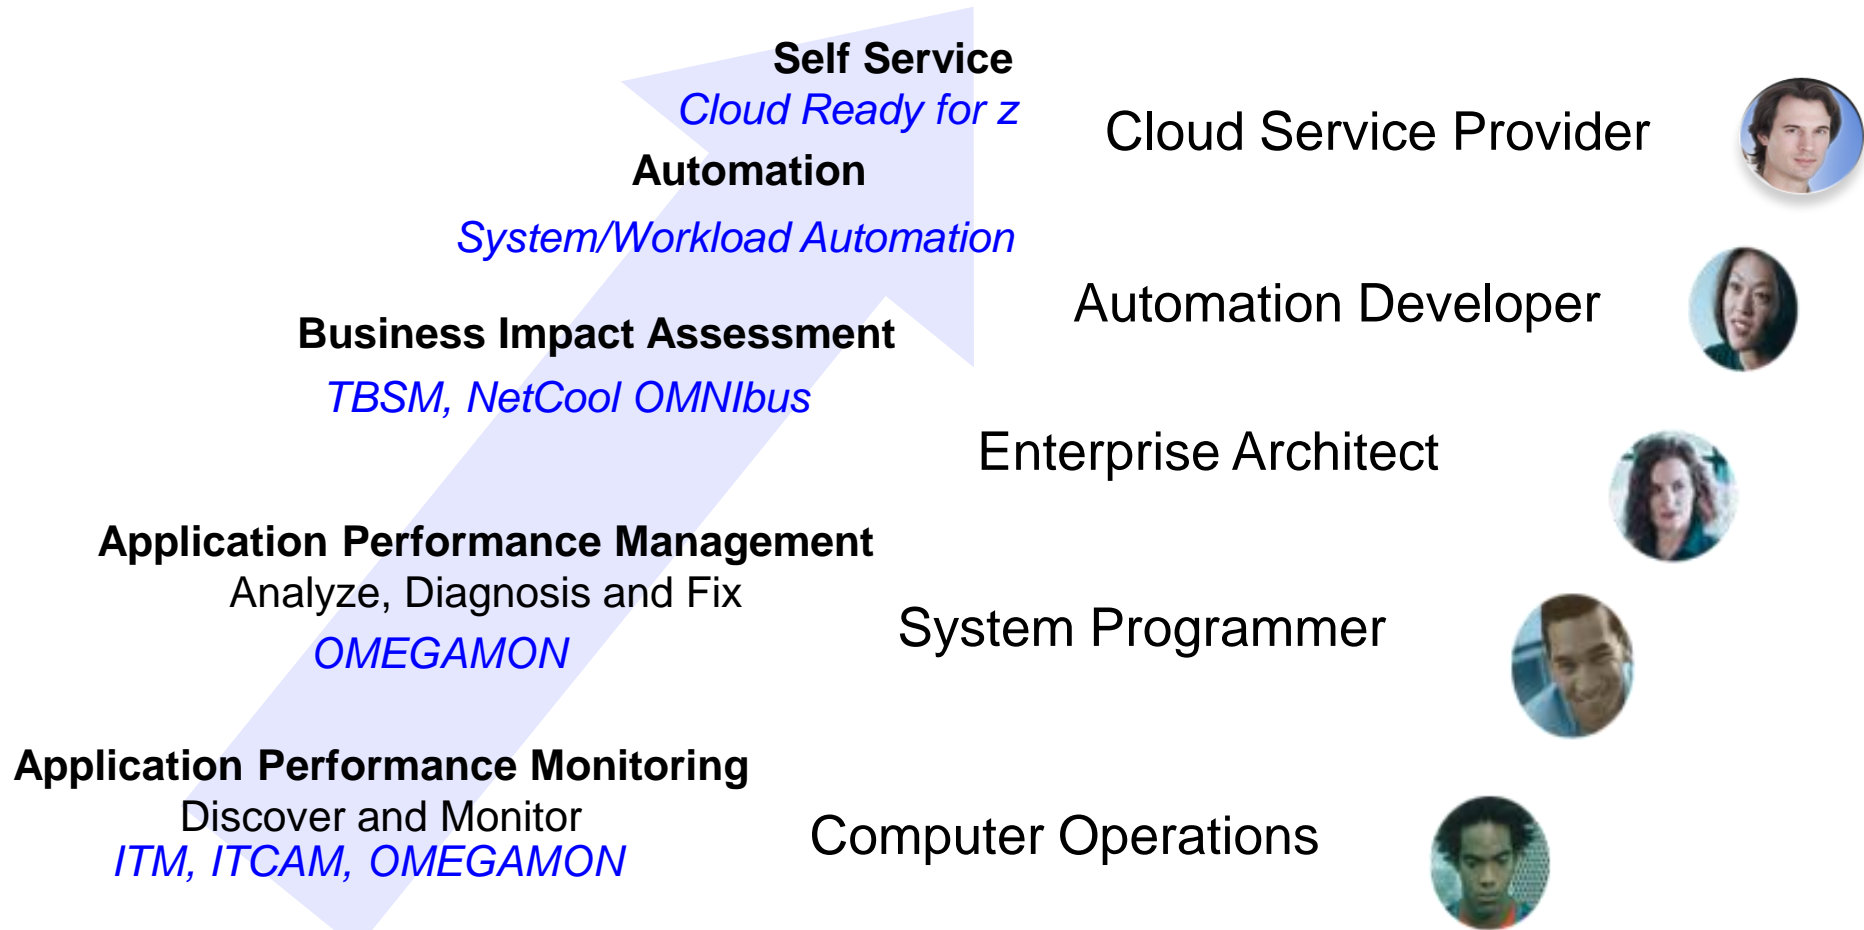 Self Service
Cloud Ready for z
Cloud Service Provider
Automation
System/Workload Automation
Automation Developer
Business Impact Assessment
TBSM, NetCool OMNIbus
Enterprise Architect
Application Performance Management
Analyze, Diagnosis and Fix
OMEGAMON
System Programmer
Application Performance Monitoring
Discover and Monitor
ITM, ITCAM, OMEGAMON
Computer Operations